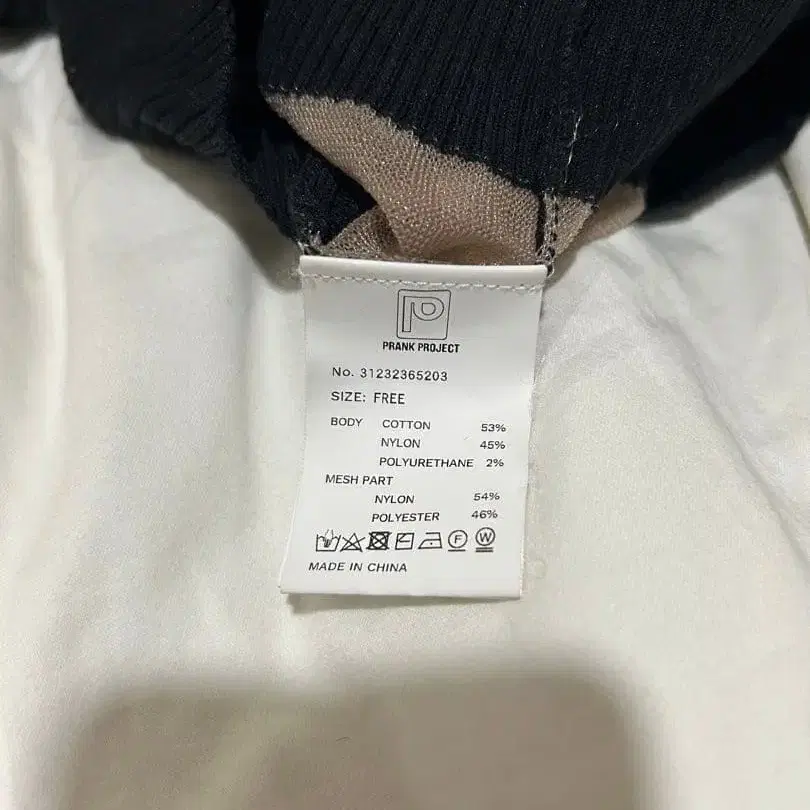 P
PRANK PROJECT
No. 31232365203
SIZE: FREE
BODY COTTON 53%
NYLON 45%
POLYURETHANE 2%
MESH PART
NYLON 54%
POLYESTER 46%
F W
MADE IN CHINA